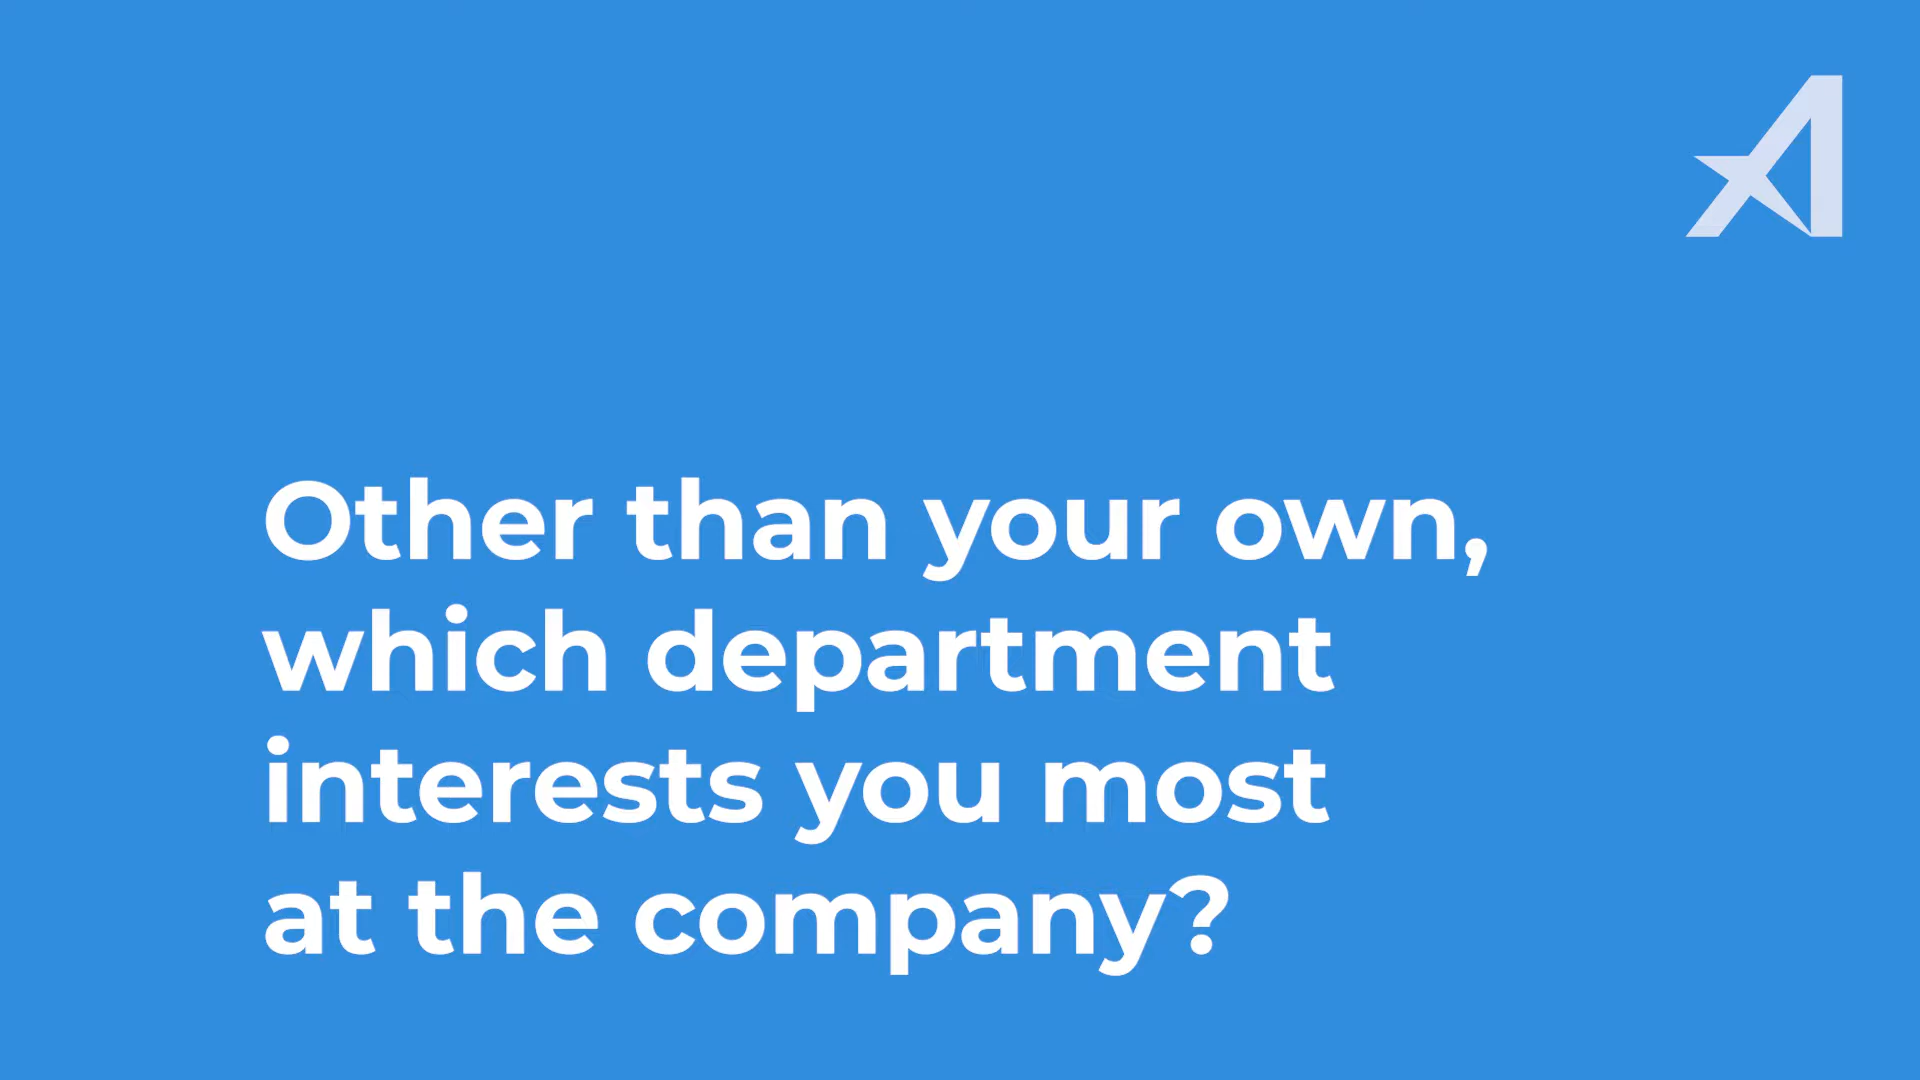 Other than your own,
which department
interests you most
at the company?